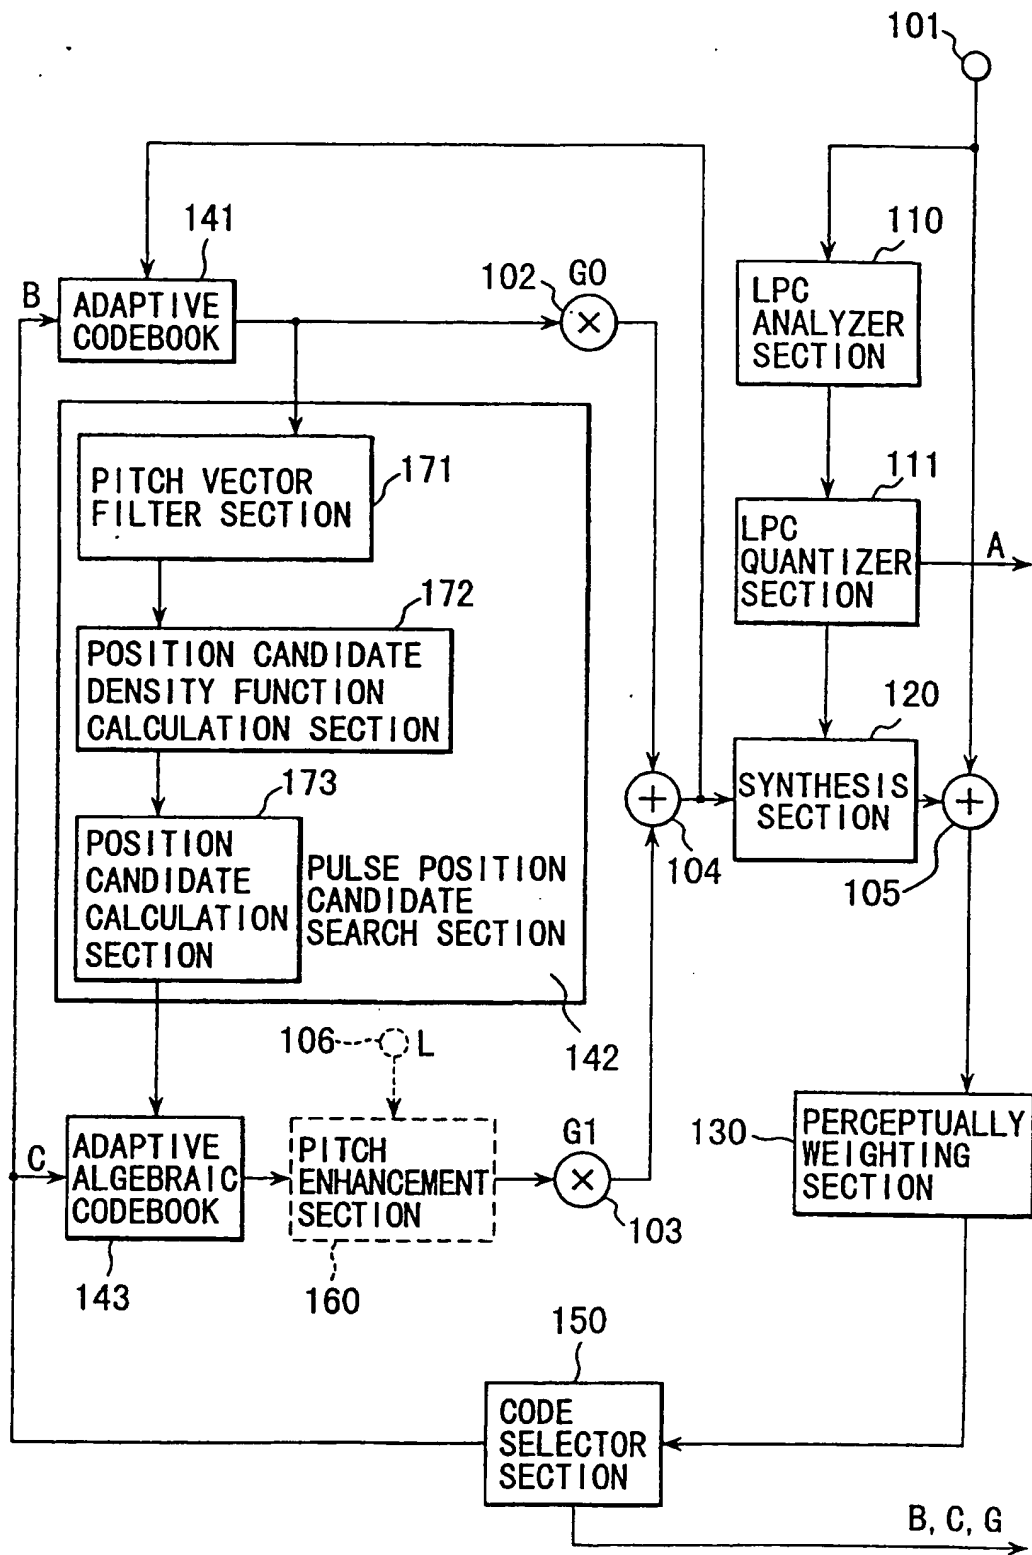 101
141
110
B
ADAPTIVE
CODEBOOK
102
G0
LPC
ANALYZER
SECTION
PITCH VECTOR
FILTER SECTION
171
111
LPC
QUANTIZER
SECTION
A
172
POSITION CANDIDATE
DENSITY FUNCTION
CALCULATION SECTION
120
173
SYNTHESIS
SECTION
104
105
POSITION
CANDIDATE
CALCULATION
SECTION
PULSE POSITION
CANDIDATE
SEARCH SECTION
142
106
L
C
ADAPTIVE
ALGEBRAIC
CODEBOOK
143
PITCH
ENHANCEMENT
SECTION
160
G1
103
130
PERCEPTUALLY
WEIGHTING
SECTION
150
CODE
SELECTOR
SECTION
B, C, G